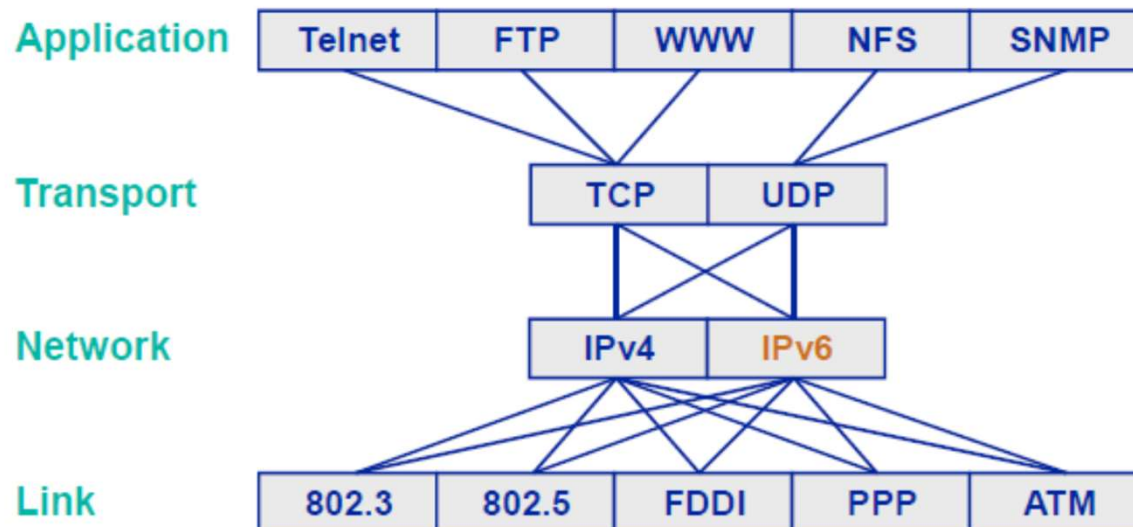 Application Telnet FTP WWW NFS SNMP
Transport TCP UDP
Network IPv4 IPv6
Link 802.3 802.5 FDDI PPP ATM